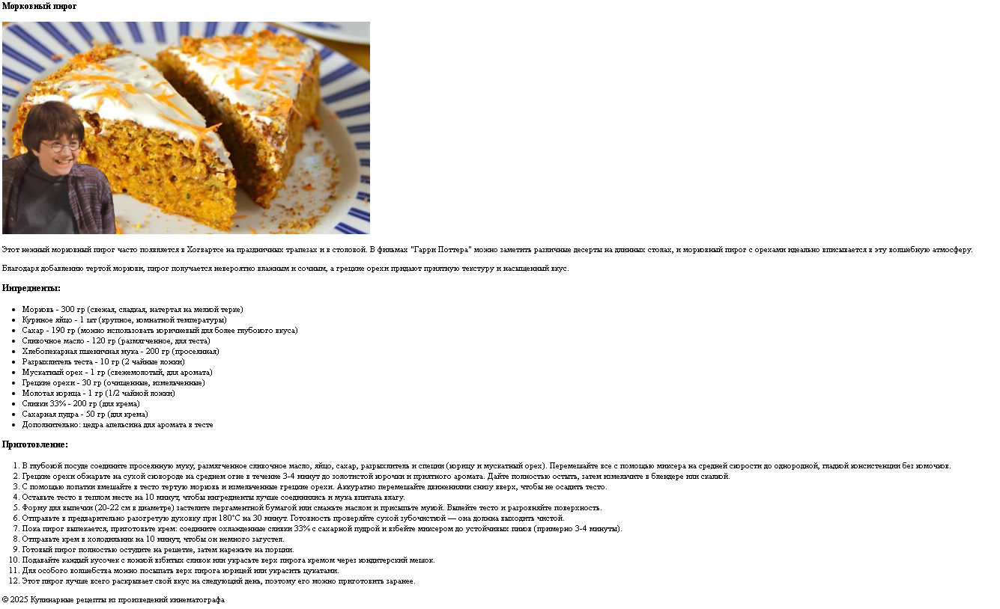 Морковный пирог
Этот нежный морковный пирог часто появляется в Хогвартсе на праздничных трапезах и в столовой. В фильмах "Гарри Поттера" можно заметить различные десерты на длинных столах, и морковный пирог с орехами идеально вписывается в эту волшебную атмосферу.
Благодаря добавлению тертой моркови, пирог получается невероятно влажным и сочным, а грецкие орехи придают приятную текстуру и насыщенный вкус.
Ингредиенты:
• Морковь - 300 гр (свежая, сладкая, натертая на мелкой терке)
• Куриное яйцо - 1 шт (крупное, комнатной температуры)
• Сахар - 190 гр (можно использовать коричневый для более глубокого вкуса)
• Сливочное масло - 120 гр (размягченное, для теста)
• Хлебопекарная пшеничная мука - 200 гр (просеянная)
• Разрыхлитель теста - 10 гр (2 чайные ложки)
• Мускатный орех - 1 гр (свежемолотый, для аромата)
• Грецкие орехи - 30 гр (очищенные, измельченные)
• Молотая корица - 1 гр (1/2 чайной ложки)
• Сливки 33% - 200 гр (для крема)
• Сахарная пудра - 50 гр (для крема)
• Дополнительно: цедра апельсина для аромата в тесте
Приготовление:
1. В глубокой посуде соедините просеянную муку, размягченное сливочное масло, яйцо, сахар, разрыхлитель и специи (корицу и мускатный орех). Перемешайте все с помощью миксера на средней скорости до однородной, гладкой консистенции без комочков.
2. Грецкие орехи обжарьте на сухой сковороде на среднем огне в течение 3-4 минут до золотистой корочки и приятного аромата. Дайте полностью остыть, затем измельчите в блендере или скалкой.
3. С помощью лопатки вмешайте в тесто тертую морковь и измельченные грецкие орехи. Аккуратно перемешайте движениями снизу вверх, чтобы не осадить тесто.
4. Оставьте тесто в теплом месте на 10 минут, чтобы ингредиенты лучше соединились и мука впитала влагу.
5. Форму для выпечки (20-22 см в диаметре) застелите пергаментной бумагой или смажьте маслом и присыпьте мукой. Вылейте тесто и разровняйте поверхность.
6. Отправьте в предварительно разогретую духовку при 180°C на 30 минут. Готовность проверяйте сухой зубочисткой — она должна выходить чистой.
7. Пока пирог выпекается, приготовьте крем: соедините охлажденные сливки 33% с сахарной пудрой и взбейте миксером до устойчивых пиков (примерно 3-4 минуты).
8. Отправьте крем в холодильник на 10 минут, чтобы он немного загустел.
9. Готовый пирог полностью остудите на решетке, затем нарежьте на порции.
10. Подавайте каждый кусочек с ложкой взбитых сливок или украсьте верх пирога кремом через кондитерский мешок.
11. Для особого волшебства можно посыпать верх пирога корицей или украсить цукатами.
12. Этот пирог лучше всего раскрывает свой вкус на следующий день, поэтому его можно приготовить заранее.
© 2025 Кулинарные рецепты из произведений кинематографа